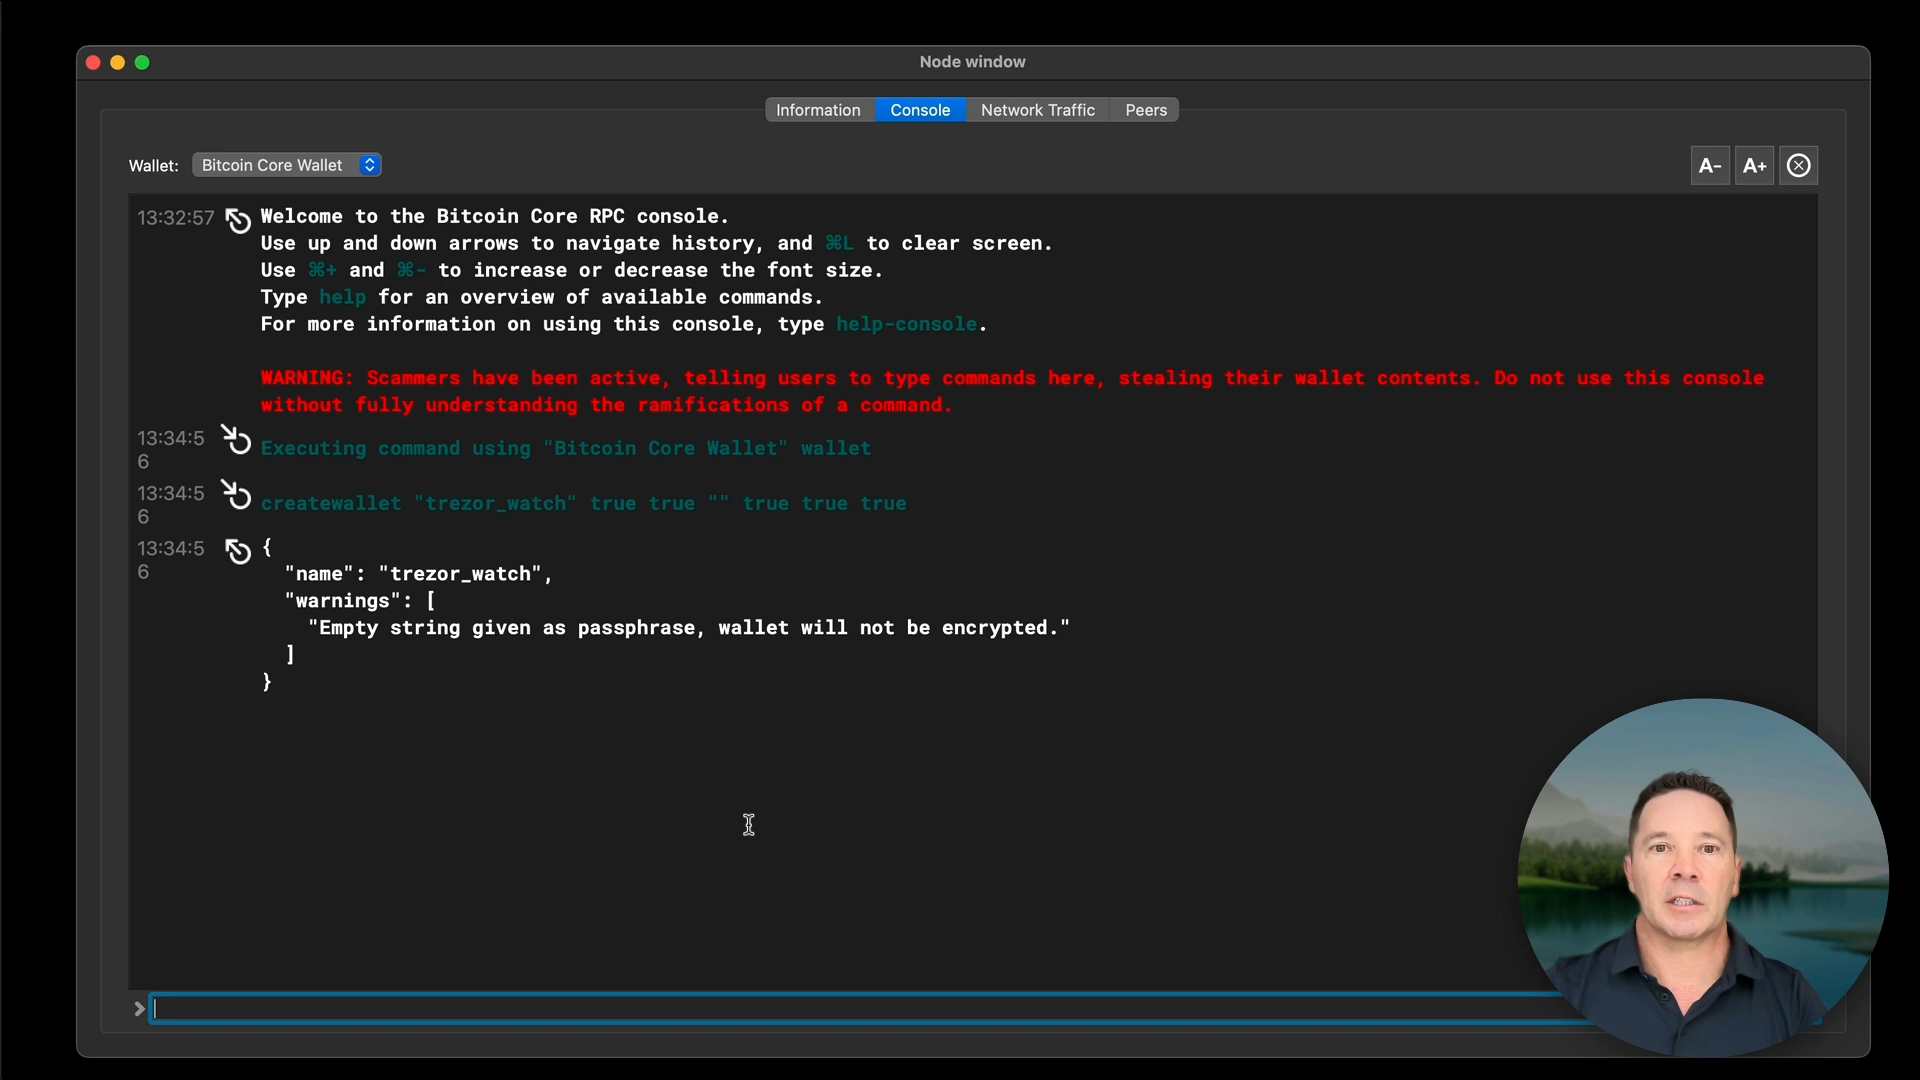 Node window
Information Console Network Traffic Peers
Wallet: Bitcoin Core Wallet
A- A+
13:32:57 Welcome to the Bitcoin Core RPC console.
Use up and down arrows to navigate history, and ⌘L to clear screen.
Use ⌘+ and ⌘- to increase or decrease the font size.
Type help for an overview of available commands.
For more information on using this console, type help-console.
WARNING: Scammers have been active, telling users to type commands here, stealing their wallet contents. Do not use this console
without fully understanding the ramifications of a command.
13:34:5
6
Executing command using "Bitcoin Core Wallet" wallet
13:34:5
6
createwallet "trezor_watch" true true "" true true true
13:34:5
6
{
"name": "trezor_watch",
"warnings": [
"Empty string given as passphrase, wallet will not be encrypted."
]
}